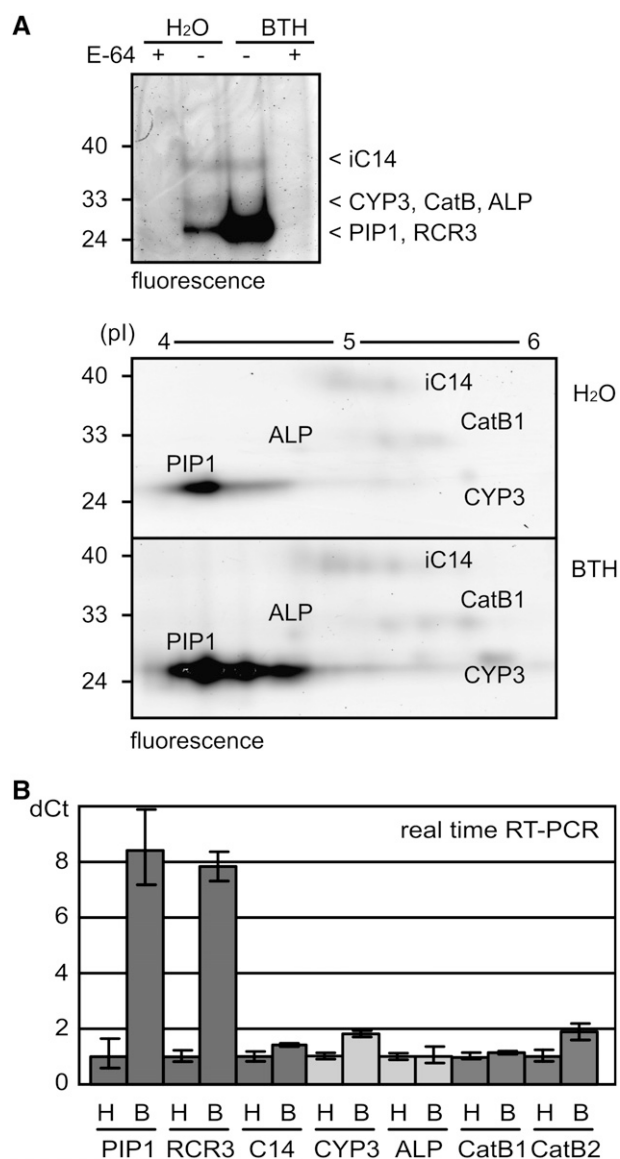 A
H2O BTH
E-64 + - - +
40
< iC14
33
< CYP3, CatB, ALP
24
< PIP1, RCR3
fluorescence
(pI) 4 5 6
40
iC14
H2O
33
ALP
CatB1
PIP1
24
CYP3
40
iC14
BTH
33
ALP
CatB1
PIP1
24
CYP3
fluorescence
B
dCt
real time RT-PCR
8
6
4
2
0
H B H B H B H B H B H B H B
PIP1 RCR3 C14 CYP3 ALP CatB1 CatB2